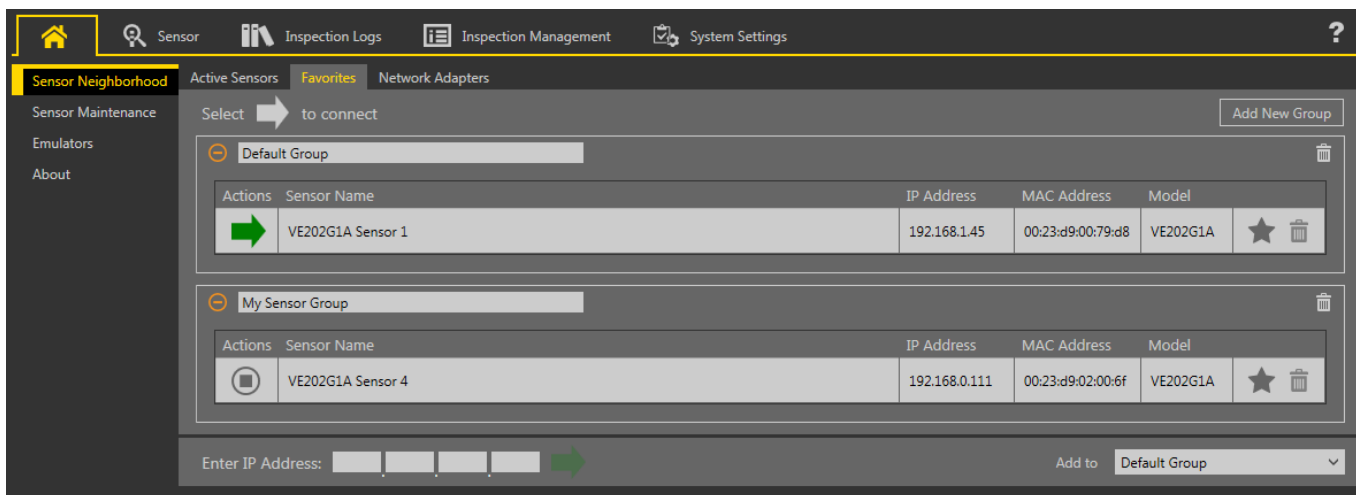 Sensor Inspection Logs Inspection Management System Settings ?
Sensor Neighborhood
Sensor Maintenance
Emulators
About
Active Sensors Favorites Network Adapters
Select to connect Add New Group
Default Group
Actions Sensor Name IP Address MAC Address Model
VE202G1A Sensor 1 192.168.1.45 00:23:d9:00:79:d8 VE202G1A
My Sensor Group
Actions Sensor Name IP Address MAC Address Model
VE202G1A Sensor 4 192.168.0.111 00:23:d9:02:00:6f VE202G1A
Enter IP Address: . . . Add to Default Group